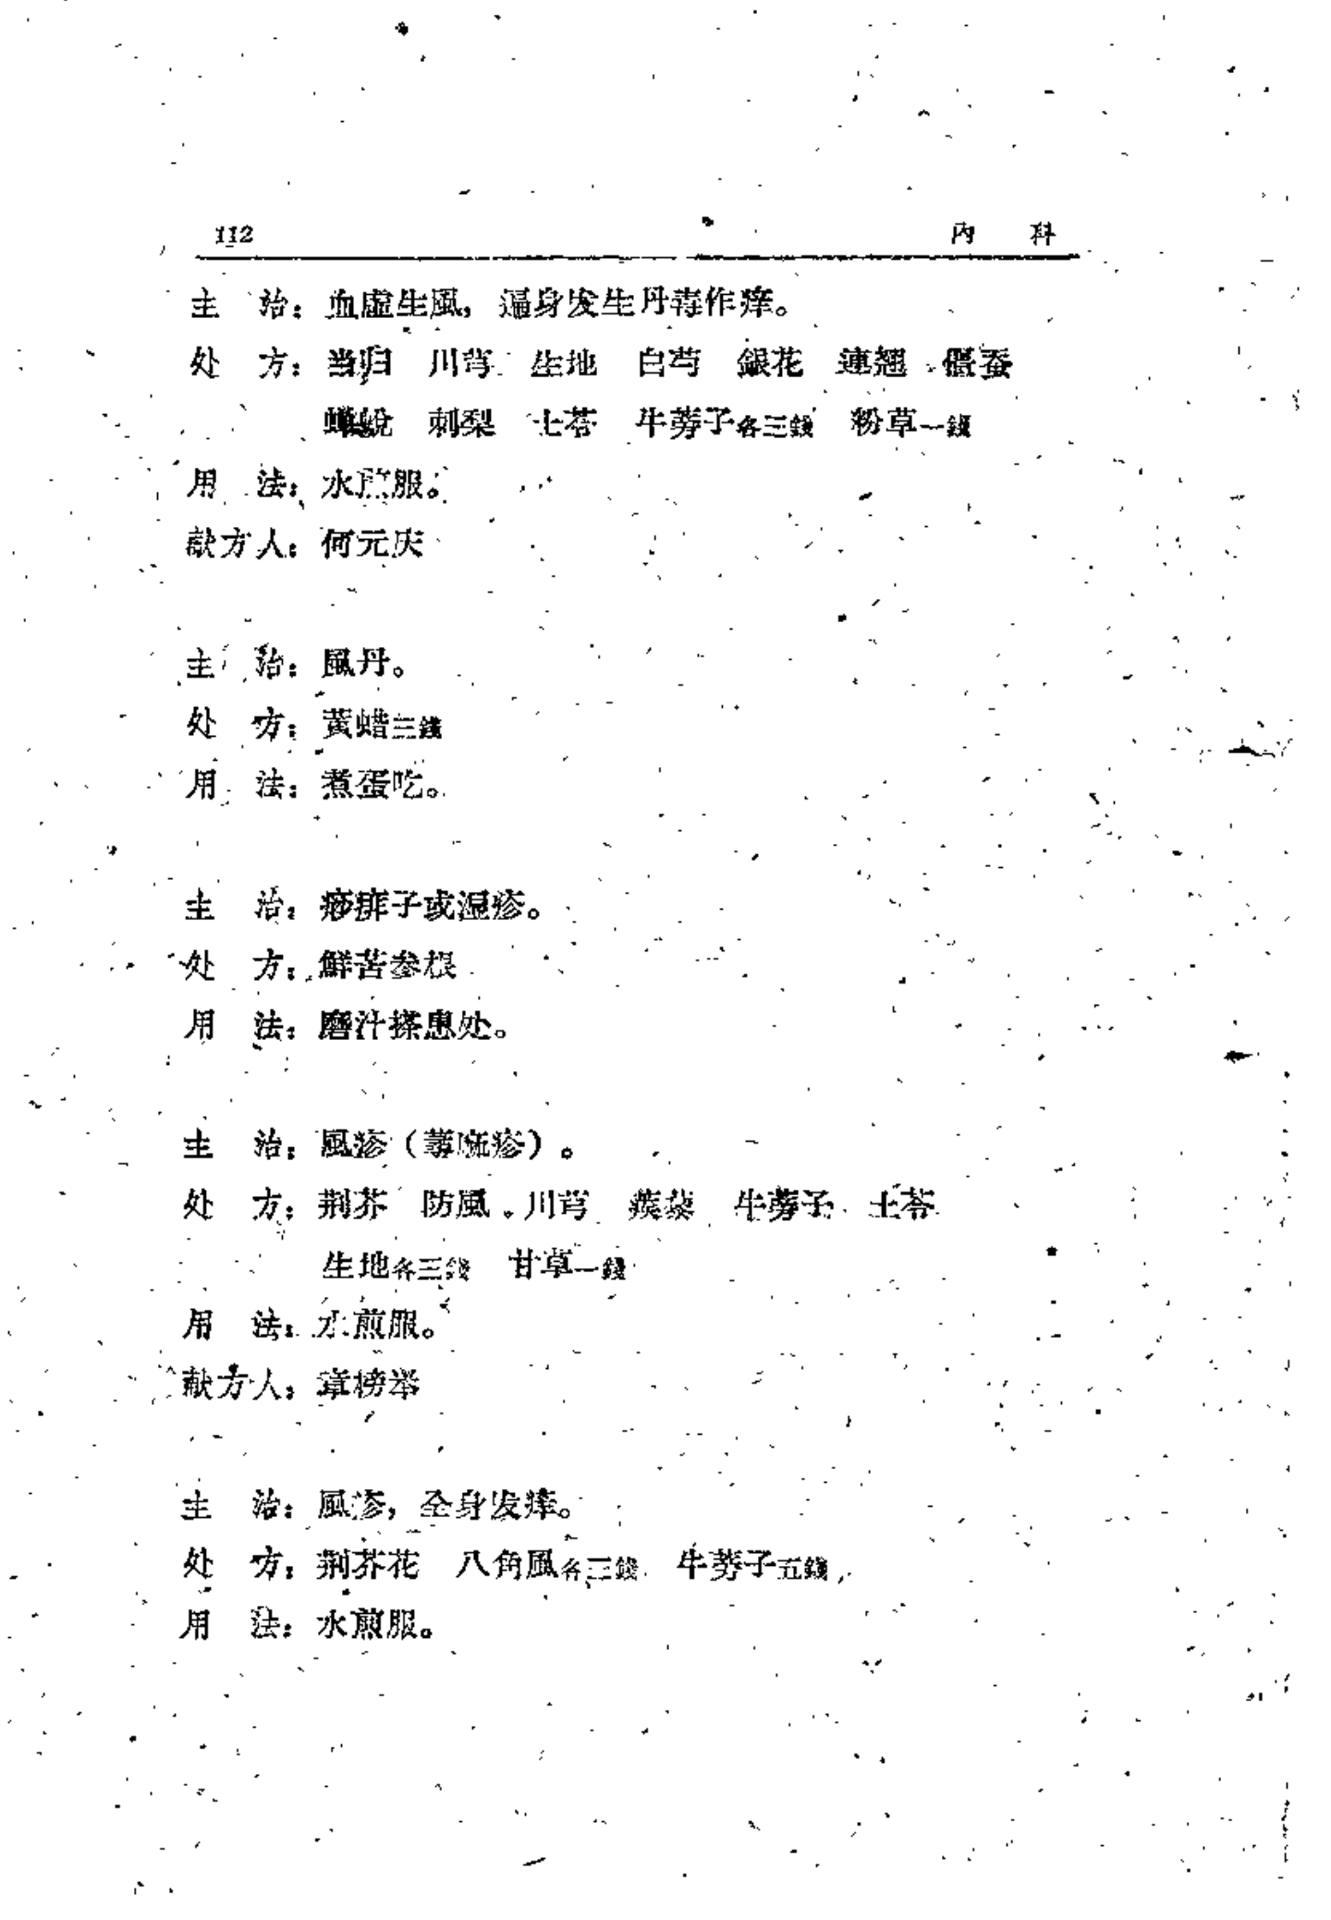 112 內 科
主 治：血虛生風，遍身发生丹毒作痒。
处 方：当归 川芎 生地 白芍 銀花 連翹 僵蚕
蟬蛻 刺梨 土苓 牛蒡子各三錢 粉草一錢
用 法：水煎服。
献方人：何元庆
主 治：風丹。
处 方：黃蜡三錢
用 法：煮蛋吃。
主 治：痧痱子或湿疹。
处 方：鮮苦参根
用 法：磨汁搽患处。
主 治：風疹（蕁麻疹）。
处 方：荆芥 防風 川芎 蒺藜 牛蒡子 土苓
生地各三錢 甘草一錢
用 法：水煎服。
献方人：章榜举
主 治：風疹，全身发痒。
处 方：荆芥花 八角風各三錢 牛蒡子五錢
用 法：水煎服。